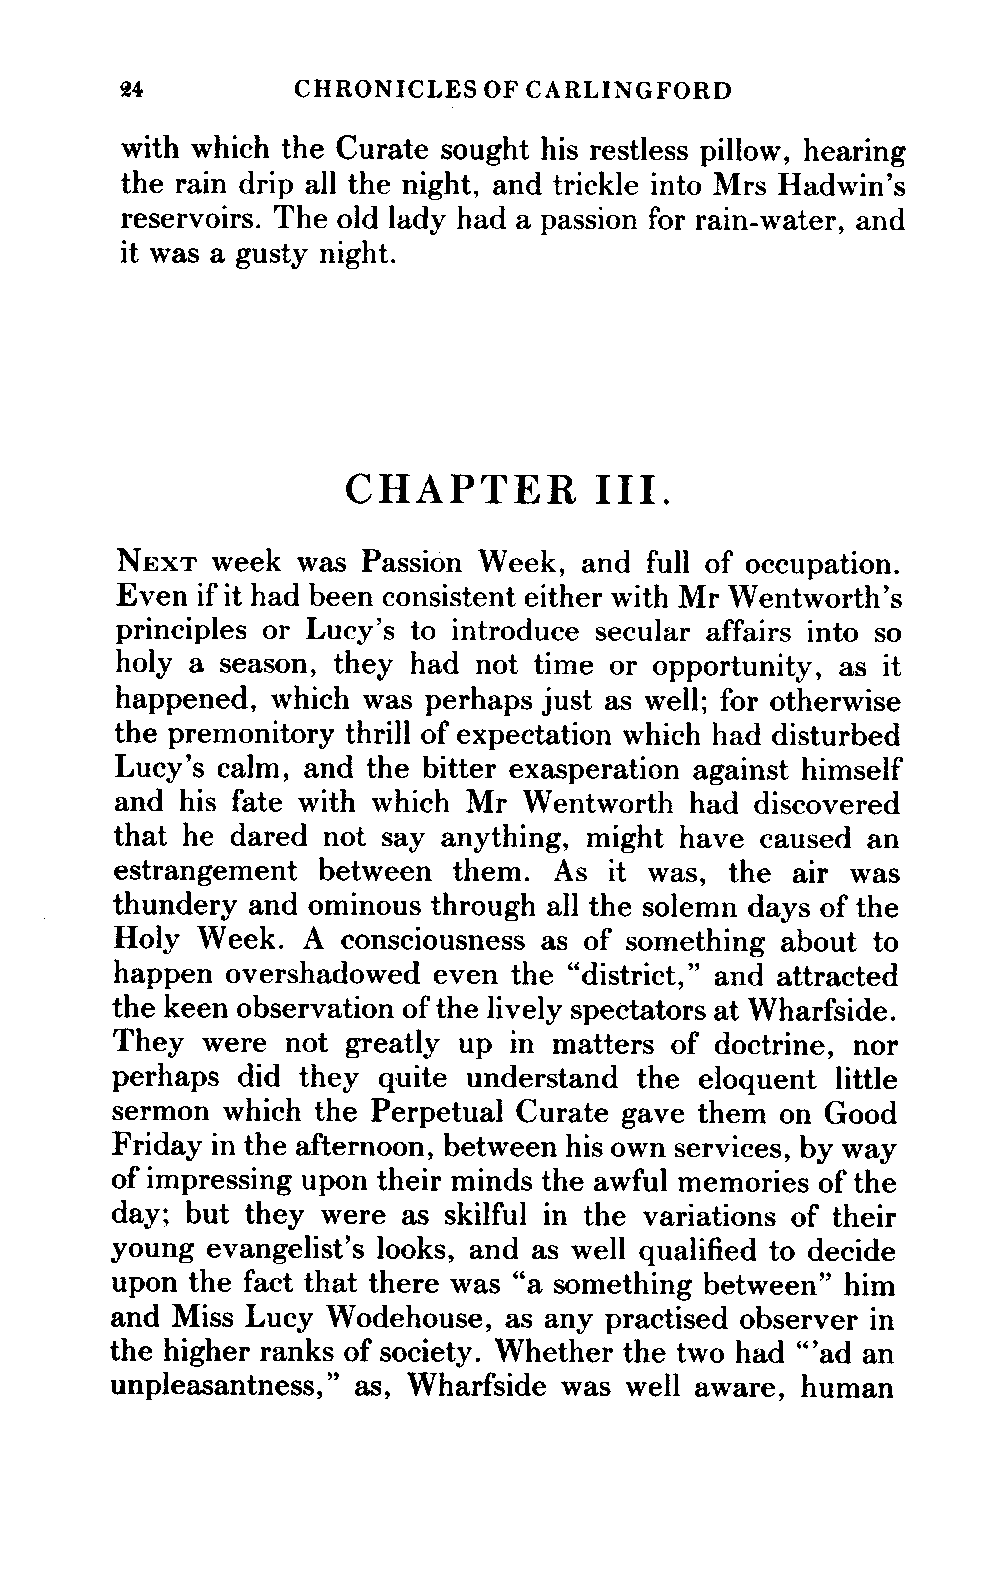 24 CHRONICLES OF CARLINGFORD
with which the Curate sought his restless pillow, hearing
the rain drip all the night, and trickle into Mrs Hadwin's
reservoirs. The old lady had a passion for rain-water, and
it was a gusty night.
CHAPTER III.
NEXT week was Passion Week, and full of occupation.
Even if it had been consistent either with Mr Wentworth's
principles or Lucy's to introduce secular affairs into so
holy a season, they had not time or opportunity, as it
happened, which was perhaps just as well; for otherwise
the premonitory thrill of expectation which had disturbed
Lucy's calm, and the bitter exasperation against himself
and his fate with which Mr Wentworth had discovered
that he dared not say anything, might have caused an
estrangement between them. As it was, the air was
thundery and ominous through all the solemn days of the
Holy Week. A consciousness as of something about to
happen overshadowed even the “district,” and attracted
the keen observation of the lively spectators at Wharfside.
They were not greatly up in matters of doctrine, nor
perhaps did they quite understand the eloquent little
sermon which the Perpetual Curate gave them on Good
Friday in the afternoon, between his own services, by way
of impressing upon their minds the awful memories of the
day; but they were as skilful in the variations of their
young evangelist's looks, and as well qualified to decide
upon the fact that there was “a something between” him
and Miss Lucy Wodehouse, as any practised observer in
the higher ranks of society. Whether the two had “'ad an
unpleasantness,” as, Wharfside was well aware, human